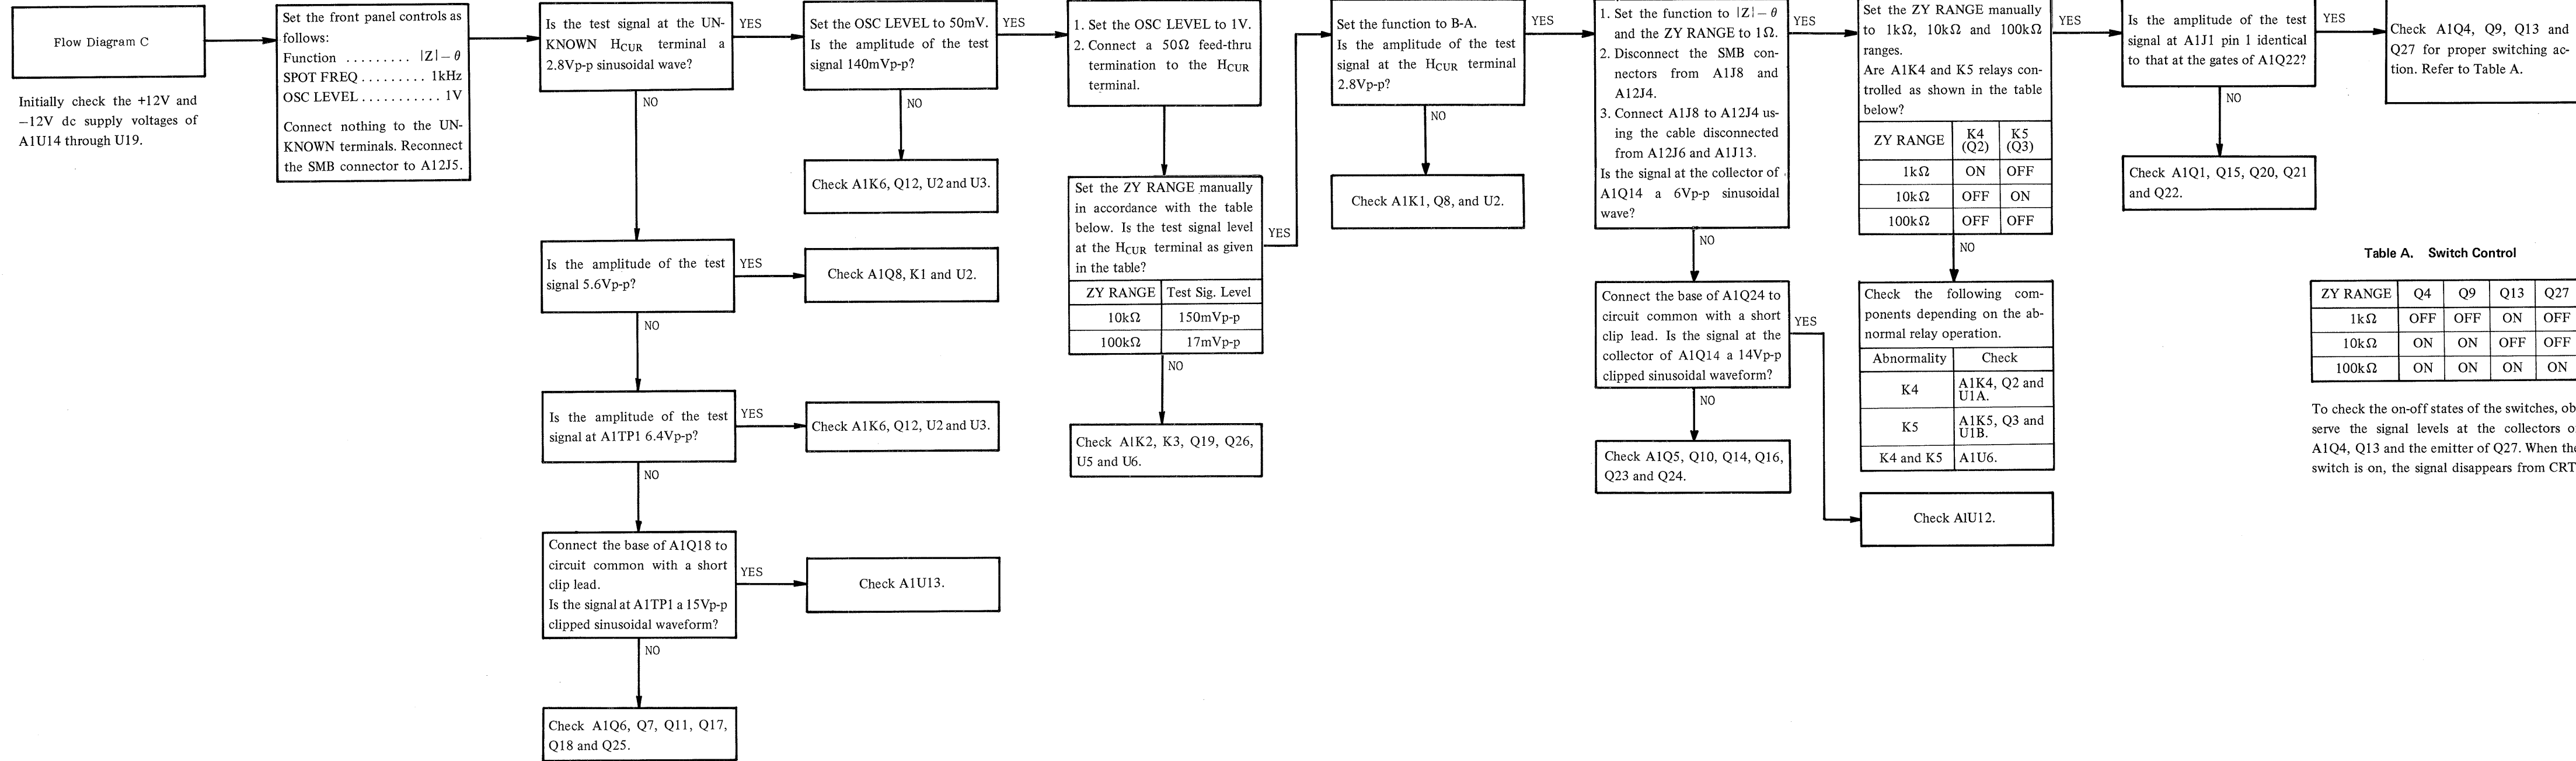 Flow Diagram C
Initially check the +12V and
−12V dc supply voltages of
A1U14 through U19.
Set the front panel controls as
follows:
Function ......... |Z|−θ
SPOT FREQ ......... 1kHz
OSC LEVEL ........... 1V
Connect nothing to the UN-
KNOWN terminals. Reconnect
the SMB connector to A12J5.
Is the test signal at the UN-
KNOWN HCUR terminal a
2.8Vp-p sinusoidal wave?
YES
NO
Is the amplitude of the test
signal 5.6Vp-p?
YES
Check A1Q8, K1 and U2.
NO
Is the amplitude of the test
signal at A1TP1 6.4Vp-p?
YES
Check A1K6, Q12, U2 and U3.
NO
Connect the base of A1Q18 to
circuit common with a short
clip lead.
Is the signal at A1TP1 a 15Vp-p
clipped sinusoidal waveform?
YES
Check A1U13.
NO
Check A1Q6, Q7, Q11, Q17,
Q18 and Q25.
Set the OSC LEVEL to 50mV.
Is the amplitude of the test
signal 140mVp-p?
YES
NO
Check A1K6, Q12, U2 and U3.
1. Set the OSC LEVEL to 1V.
2. Connect a 50Ω feed-thru
termination to the HCUR
terminal.
Set the ZY RANGE manually
in accordance with the table
below. Is the test signal level
at the HCUR terminal as given
in the table?
ZY RANGE Test Sig. Level
10kΩ 150mVp-p
100kΩ 17mVp-p
YES
NO
Check A1K2, K3, Q19, Q26,
U5 and U6.
Set the function to B-A.
Is the amplitude of the test
signal at the HCUR terminal
2.8Vp-p?
YES
NO
Check A1K1, Q8, and U2.
1. Set the function to |Z|−θ
and the ZY RANGE to 1Ω.
2. Disconnect the SMB con-
nectors from A1J8 and
A12J4.
3. Connect A1J8 to A12J4 us-
ing the cable disconnected
from A12J6 and A1J13.
Is the signal at the collector of
A1Q14 a 6Vp-p sinusoidal
wave?
YES
NO
Connect the base of A1Q24 to
circuit common with a short
clip lead. Is the signal at the
collector of A1Q14 a 14Vp-p
clipped sinusoidal waveform?
YES
NO
Check A1Q5, Q10, Q14, Q16,
Q23 and Q24.
Set the ZY RANGE manually
to 1kΩ, 10kΩ and 100kΩ
ranges.
Are A1K4 and K5 relays con-
trolled as shown in the table
below?
ZY RANGE K4 (Q2) K5 (Q3)
1kΩ ON OFF
10kΩ OFF ON
100kΩ OFF OFF
YES
NO
Check the following com-
ponents depending on the ab-
normal relay operation.
Abnormality Check
K4 A1K4, Q2 and
U1A.
K5 A1K5, Q3 and
U1B.
K4 and K5 A1U6.
Check A1U12.
Is the amplitude of the test
signal at A1J1 pin 1 identical
to that at the gates of A1Q22?
YES
NO
Check A1Q1, Q15, Q20, Q21
and Q22.
Check A1Q4, Q9, Q13 and
Q27 for proper switching ac-
tion. Refer to Table A.
Table A. Switch Control
ZY RANGE Q4 Q9 Q13 Q27
1kΩ OFF OFF ON OFF
10kΩ ON ON OFF OFF
100kΩ ON ON ON ON
To check the on-off states of the switches, ob
serve the signal levels at the collectors o
A1Q4, Q13 and the emitter of Q27. When the
switch is on, the signal disappears from CRT